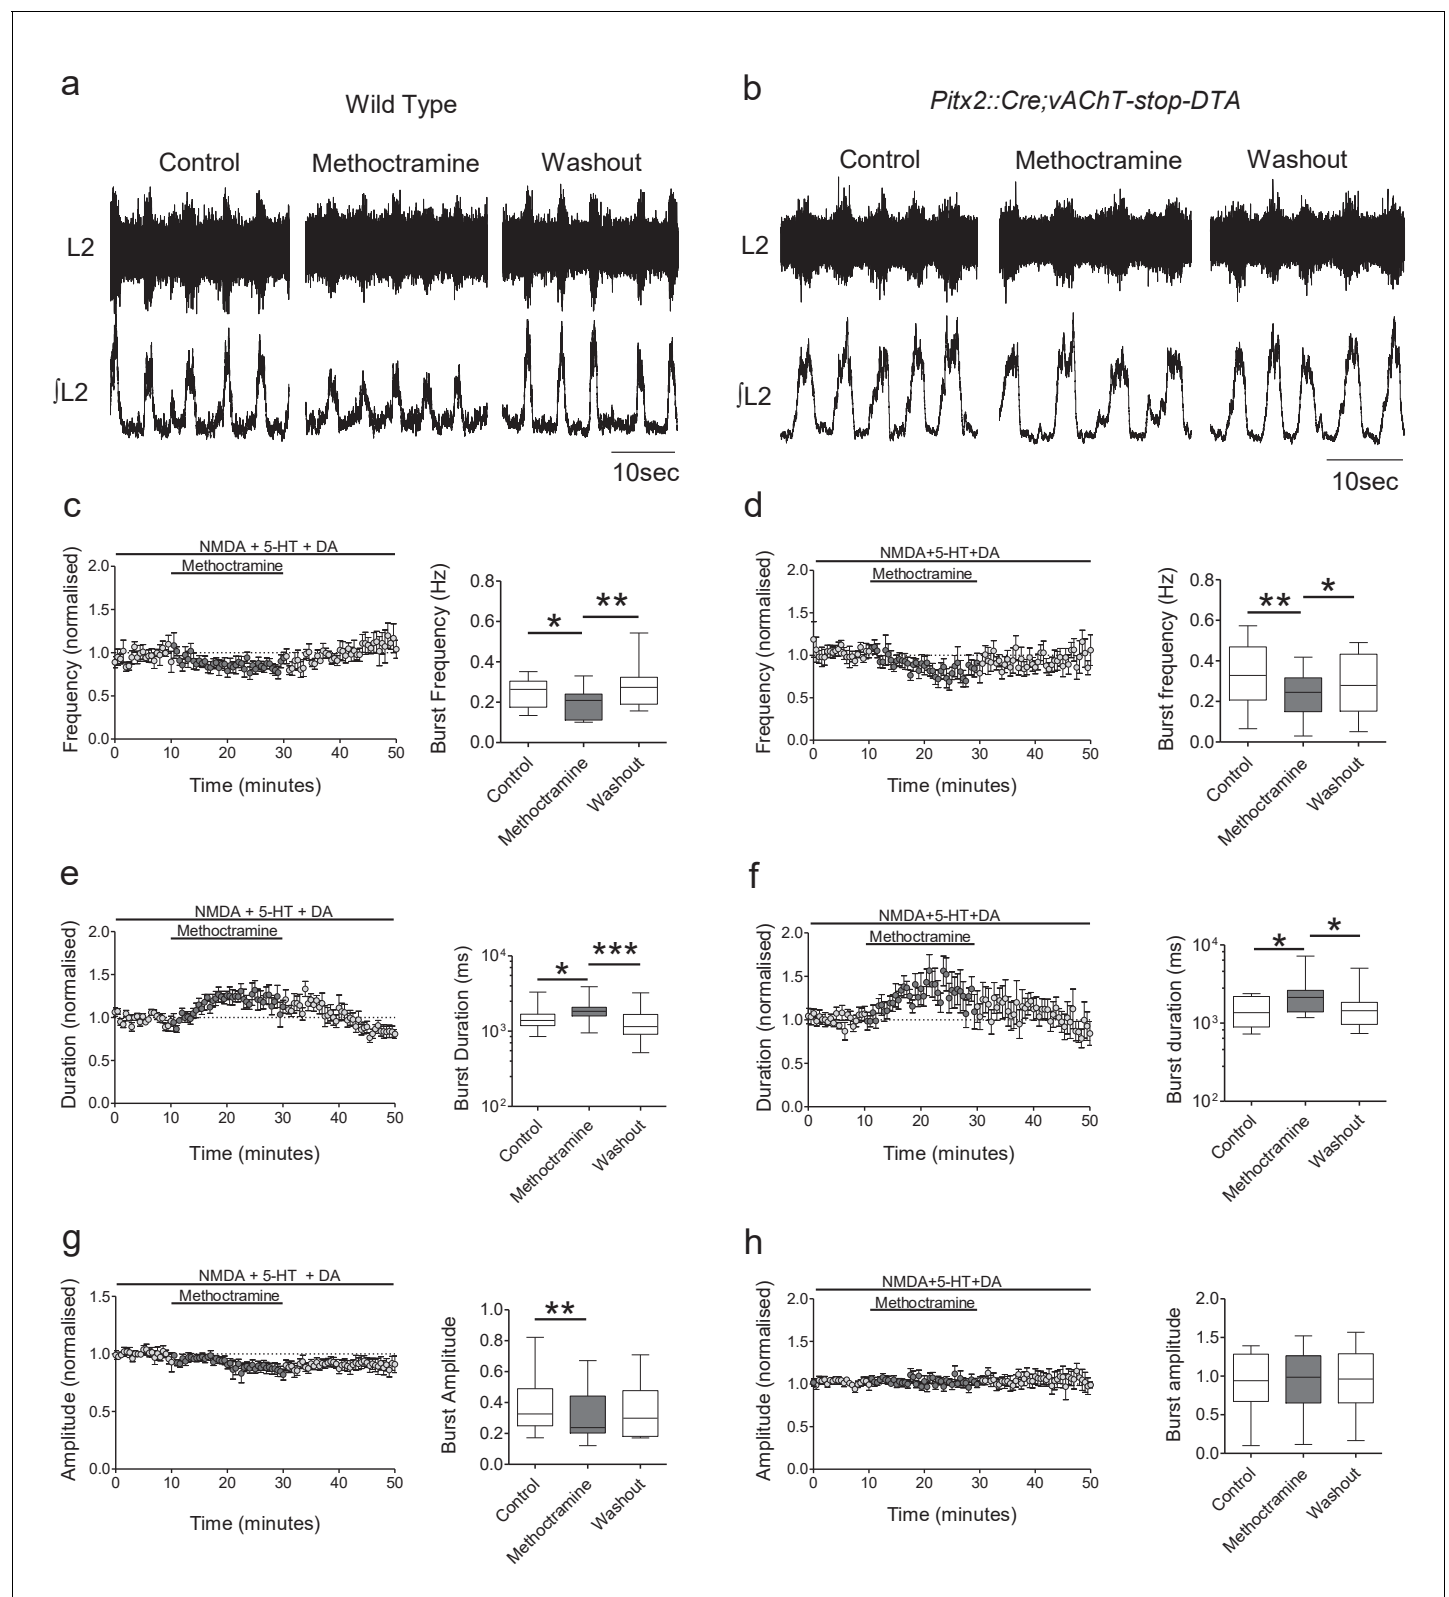 a
Wild Type
Control Methoctramine Washout
L2
∫L2
10sec
b
Pitx2::Cre;vAChT-stop-DTA
Control Methoctramine Washout
L2
∫L2
10sec
c
NMDA + 5-HT + DA
Methoctramine
Frequency (normalised)
2.0
1.5
1.0
0.5
0.0
0 10 20 30 40 50
Time (minutes)
Burst Frequency (Hz)
0.8
0.6
0.4
0.2
0.0
* **
Control
Methoctramine
Washout
d
NMDA+5-HT+DA
Methoctramine
Frequency (normalised)
2.0
1.5
1.0
0.5
0.0
0 10 20 30 40 50
Time (minutes)
Burst frequency (Hz)
0.8
0.6
0.4
0.2
0.0
** *
Control
Methoctramine
Washout
e
NMDA + 5-HT + DA
Methoctramine
Duration (normalised)
2.0
1.5
1.0
0.5
0.0
0 10 20 30 40 50
Time (minutes)
Burst Duration (ms)
10⁴
10³
10²
* ***
Control
Methoctramine
Washout
f
NMDA+5-HT+DA
Methoctramine
Duration (normalised)
2.0
1.5
1.0
0.5
0.0
0 10 20 30 40 50
Time (minutes)
Burst duration (ms)
10⁴
10³
10²
* *
Control
Methoctramine
Washout
g
NMDA + 5-HT + DA
Methoctramine
Amplitude (normalised)
1.5
1.0
0.5
0.0
0 10 20 30 40 50
Time (minutes)
Burst Amplitude
1.0
0.8
0.6
0.4
0.2
0.0
**
Control
Methoctramine
Washout
h
NMDA+5-HT+DA
Methoctramine
Amplitude (normalised)
2.0
1.5
1.0
0.5
0.0
0 10 20 30 40 50
Time (minutes)
Burst amplitude
2.0
1.5
1.0
0.5
0.0
Control
Methoctramine
Washout